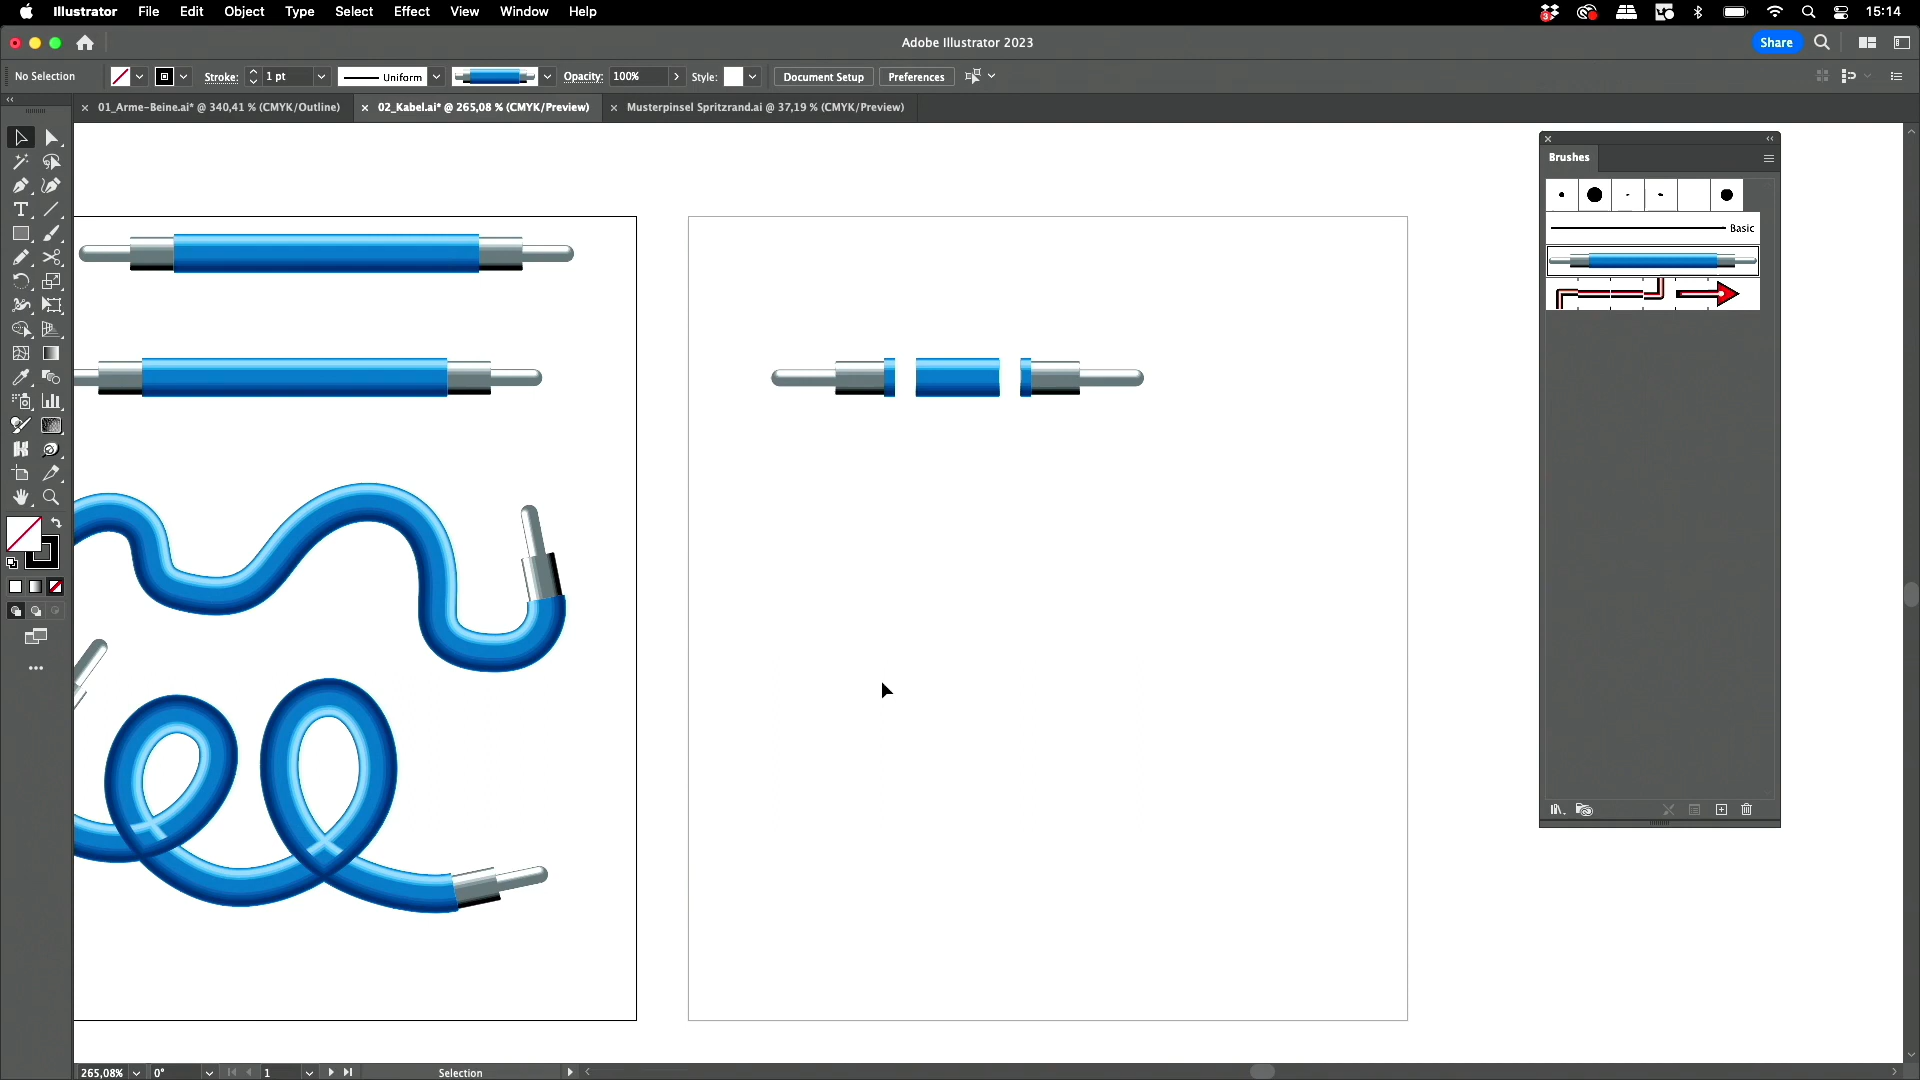 Illustrator File Edit Object Type Select Effect View Window Help 3 15:14
Adobe Illustrator 2023 Share
No Selection Stroke: 1 pt Uniform Opacity: 100% Style: Document Setup Preferences
01_Arme-Beine.ai* @ 340,41 % (CMYK/Outline) 02_Kabel.ai* @ 265,08 % (CMYK/Preview) Musterpinsel Spritzrand.ai @ 37,19 % (CMYK/Preview)
Brushes
Basic
265,08% 0° 1 Selection